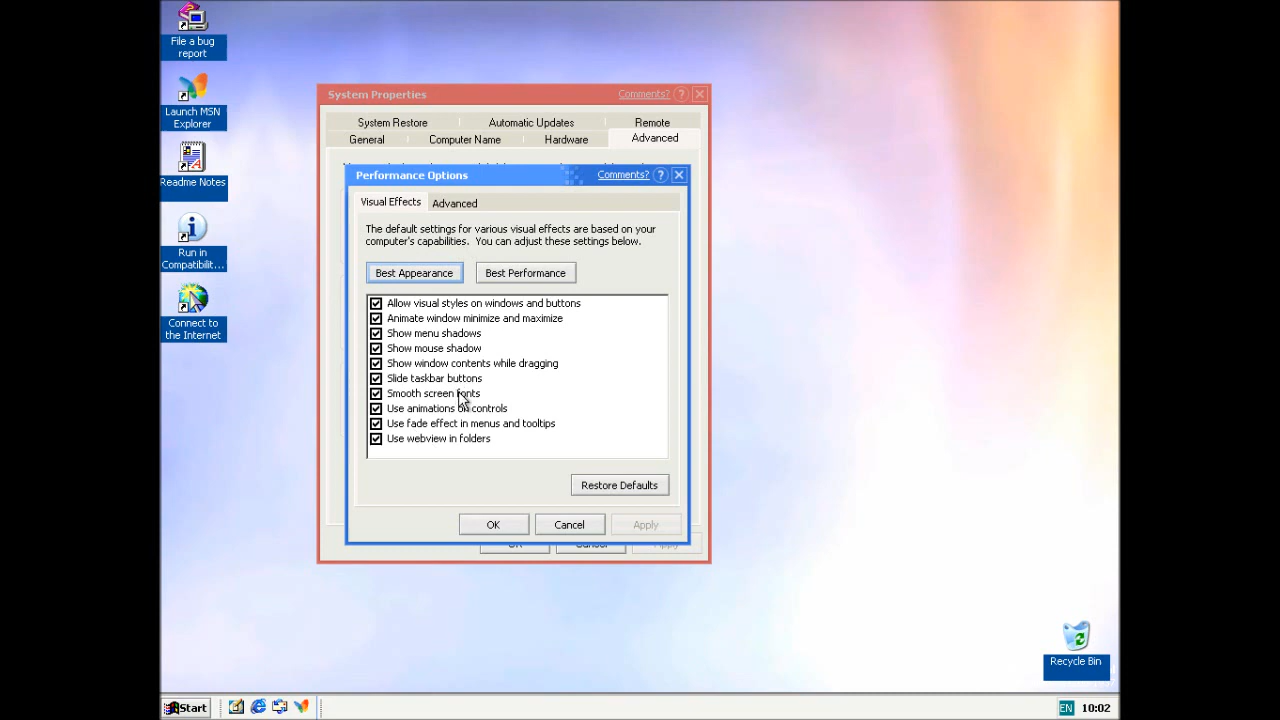 File a bug
report
Launch MSN
Explorer
Readme Notes
Run in
Compatibilit...
Connect to
the Internet
System Properties
Comments?
System Restore
Automatic Updates
Remote
General
Computer Name
Hardware
Advanced
Performance Options
Comments?
Visual Effects
Advanced
The default settings for various visual effects are based on your
computer's capabilities.  You can adjust these settings below.
Best Appearance
Best Performance
Allow visual styles on windows and buttons
Animate window minimize and maximize
Show menu shadows
Show mouse shadow
Show window contents while dragging
Slide taskbar buttons
Smooth screen fonts
Use animations on controls
Use fade effect in menus and tooltips
Use webview in folders
Restore Defaults
OK
Cancel
Apply
Recycle Bin
Start
EN
10:02